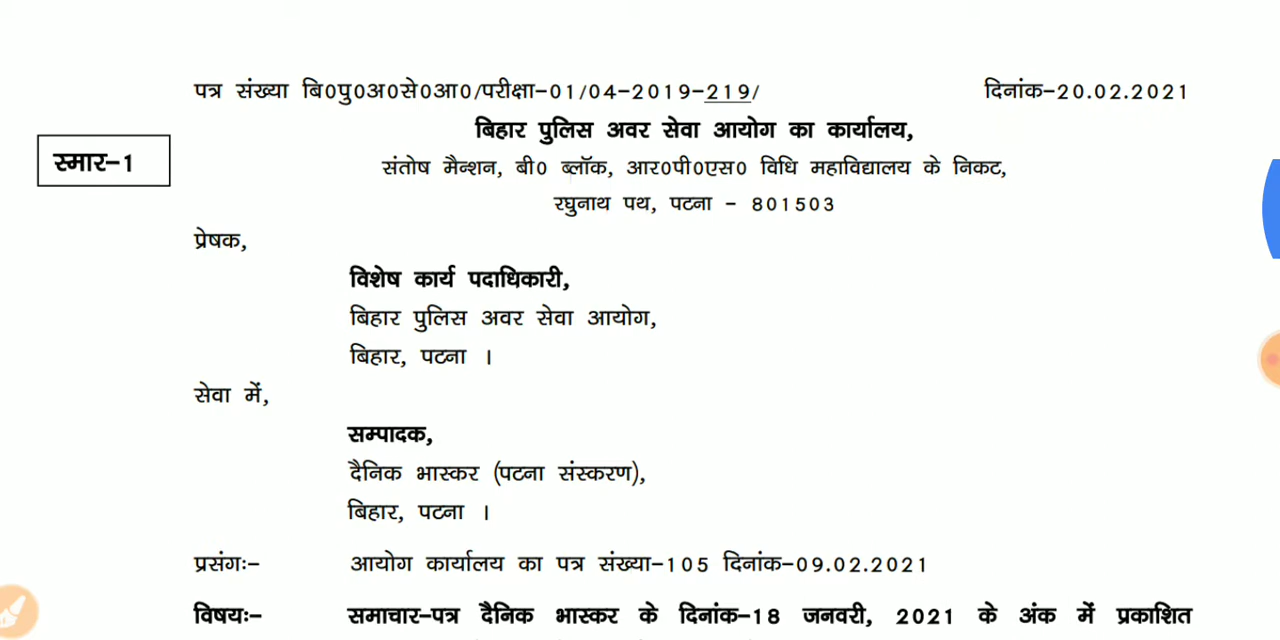 पत्र संख्या बि0पु0अ0से0आ0/परीक्षा-01/04-2019-219/ दिनांक-20.02.2021
बिहार पुलिस अवर सेवा आयोग का कार्यालय,
स्मार-1
संतोष मैन्शन, बी0 ब्लॉक, आर0पी0एस0 विधि महाविद्यालय के निकट,
रघुनाथ पथ, पटना - 801503
प्रेषक,
विशेष कार्य पदाधिकारी,
बिहार पुलिस अवर सेवा आयोग,
बिहार, पटना ।
सेवा में,
सम्पादक,
दैनिक भास्कर (पटना संस्करण),
बिहार, पटना ।
प्रसंगः- आयोग कार्यालय का पत्र संख्या-105 दिनांक-09.02.2021
विषयः- समाचार-पत्र दैनिक भास्कर के दिनांक-18 जनवरी, 2021 के अंक में प्रकाशित